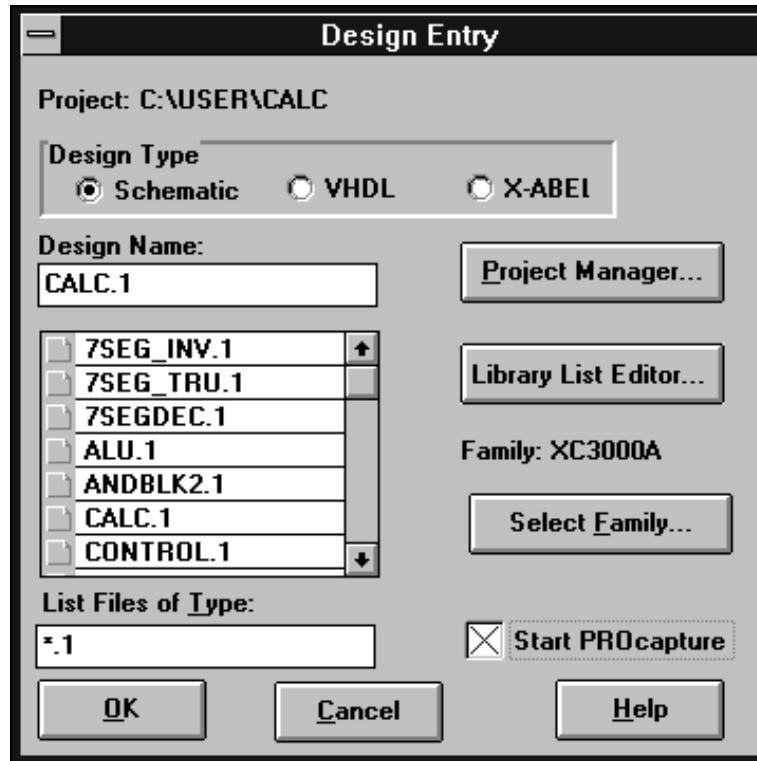 Design Entry
Project: C:\USER\CALC
Design Type
Schematic VHDL X-ABEL
Design Name:
CALC.1
Project Manager...
7SEG_INV.1
7SEG_TRU.1
7SEGDEC.1
ALU.1
ANDBLK2.1
CALC.1
CONTROL.1
Library List Editor...
Family: XC3000A
Select Family...
List Files of Type:
*.1
Start PROcapture
OK Cancel Help